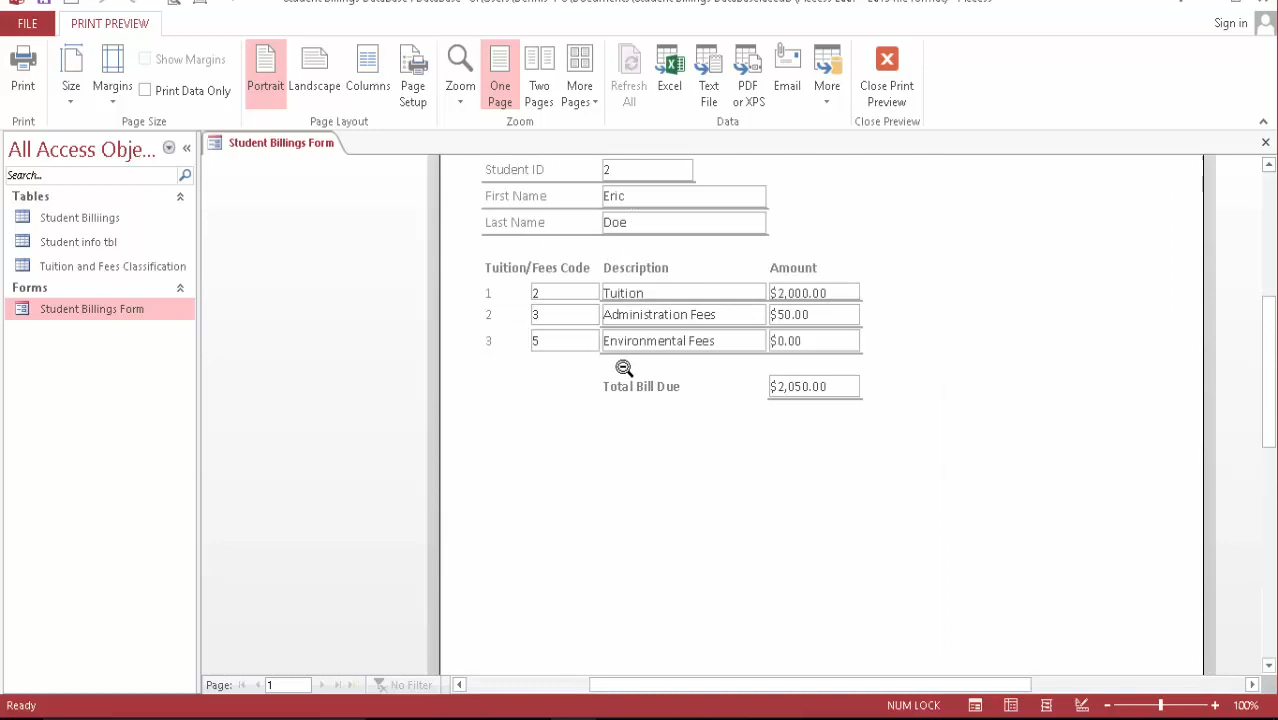 Student Billings Database : Database
FILE PRINT PREVIEW Sign in
Print Size Margins Show Margins Print Data Only Portrait Landscape Columns Page Setup Zoom One Page Two Pages More Pages Refresh All Excel Text File PDF or XPS Email More Close Print Preview
Print Page Size Page Layout Zoom Data Close Preview
All Access Obje...
Search...
Tables
Student Billiings
Student info tbl
Tuition and Fees Classification
Forms
Student Billings Form
Student Billings Form
Student ID 2
First Name Eric
Last Name Doe
Tuition/Fees Code Description Amount
1 2 Tuition $2,000.00
2 3 Administration Fees $50.00
3 5 Environmental Fees $0.00
Total Bill Due $2,050.00
Page: 1 No Filter
Ready NUM LOCK 100%